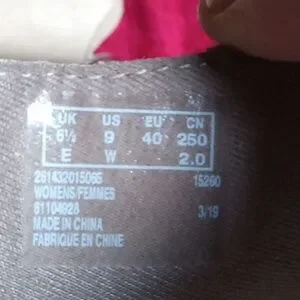 UK US EU CN
6½ 9 40 250
E W 2.0
261432015065 15260
WOMENS/FEMMES
61104928 3/19
MADE IN CHINA
FABRIQUE EN CHINE